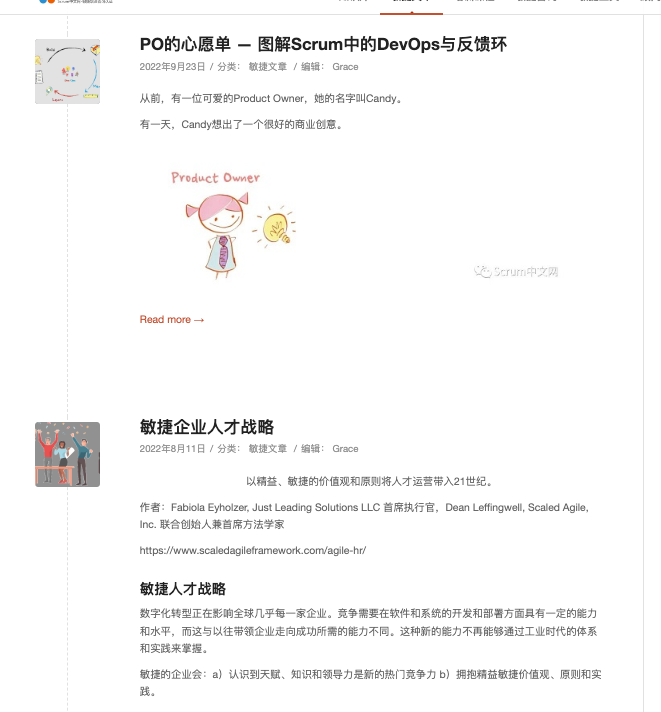 PO的心愿单 — 图解Scrum中的DevOps与反馈环
2022年9月23日 / 分类： 敏捷文章 / 编辑： Grace
从前，有一位可爱的Product Owner，她的名字叫Candy。
有一天，Candy想出了一个很好的商业创意。
Product Owner
Scrum中文网
Read more →
敏捷企业人才战略
2022年8月11日 / 分类： 敏捷文章 / 编辑： Grace
以精益、敏捷的价值观和原则将人才运营带入21世纪。
作者：Fabiola Eyholzer, Just Leading Solutions LLC 首席执行官，Dean Leffingwell, Scaled Agile,
Inc. 联合创始人兼首席方法学家
https://www.scaledagileframework.com/agile-hr/
敏捷人才战略
数字化转型正在影响全球几乎每一家企业。竞争需要在软件和系统的开发和部署方面具有一定的能力
和水平，而这与以往带领企业走向成功所需的能力不同。这种新的能力不再能够通过工业时代的体系
和实践来掌握。
敏捷的企业会：a）认识到天赋、知识和领导力是新的热门竞争力 b）拥抱精益敏捷价值观、原则和实
践。